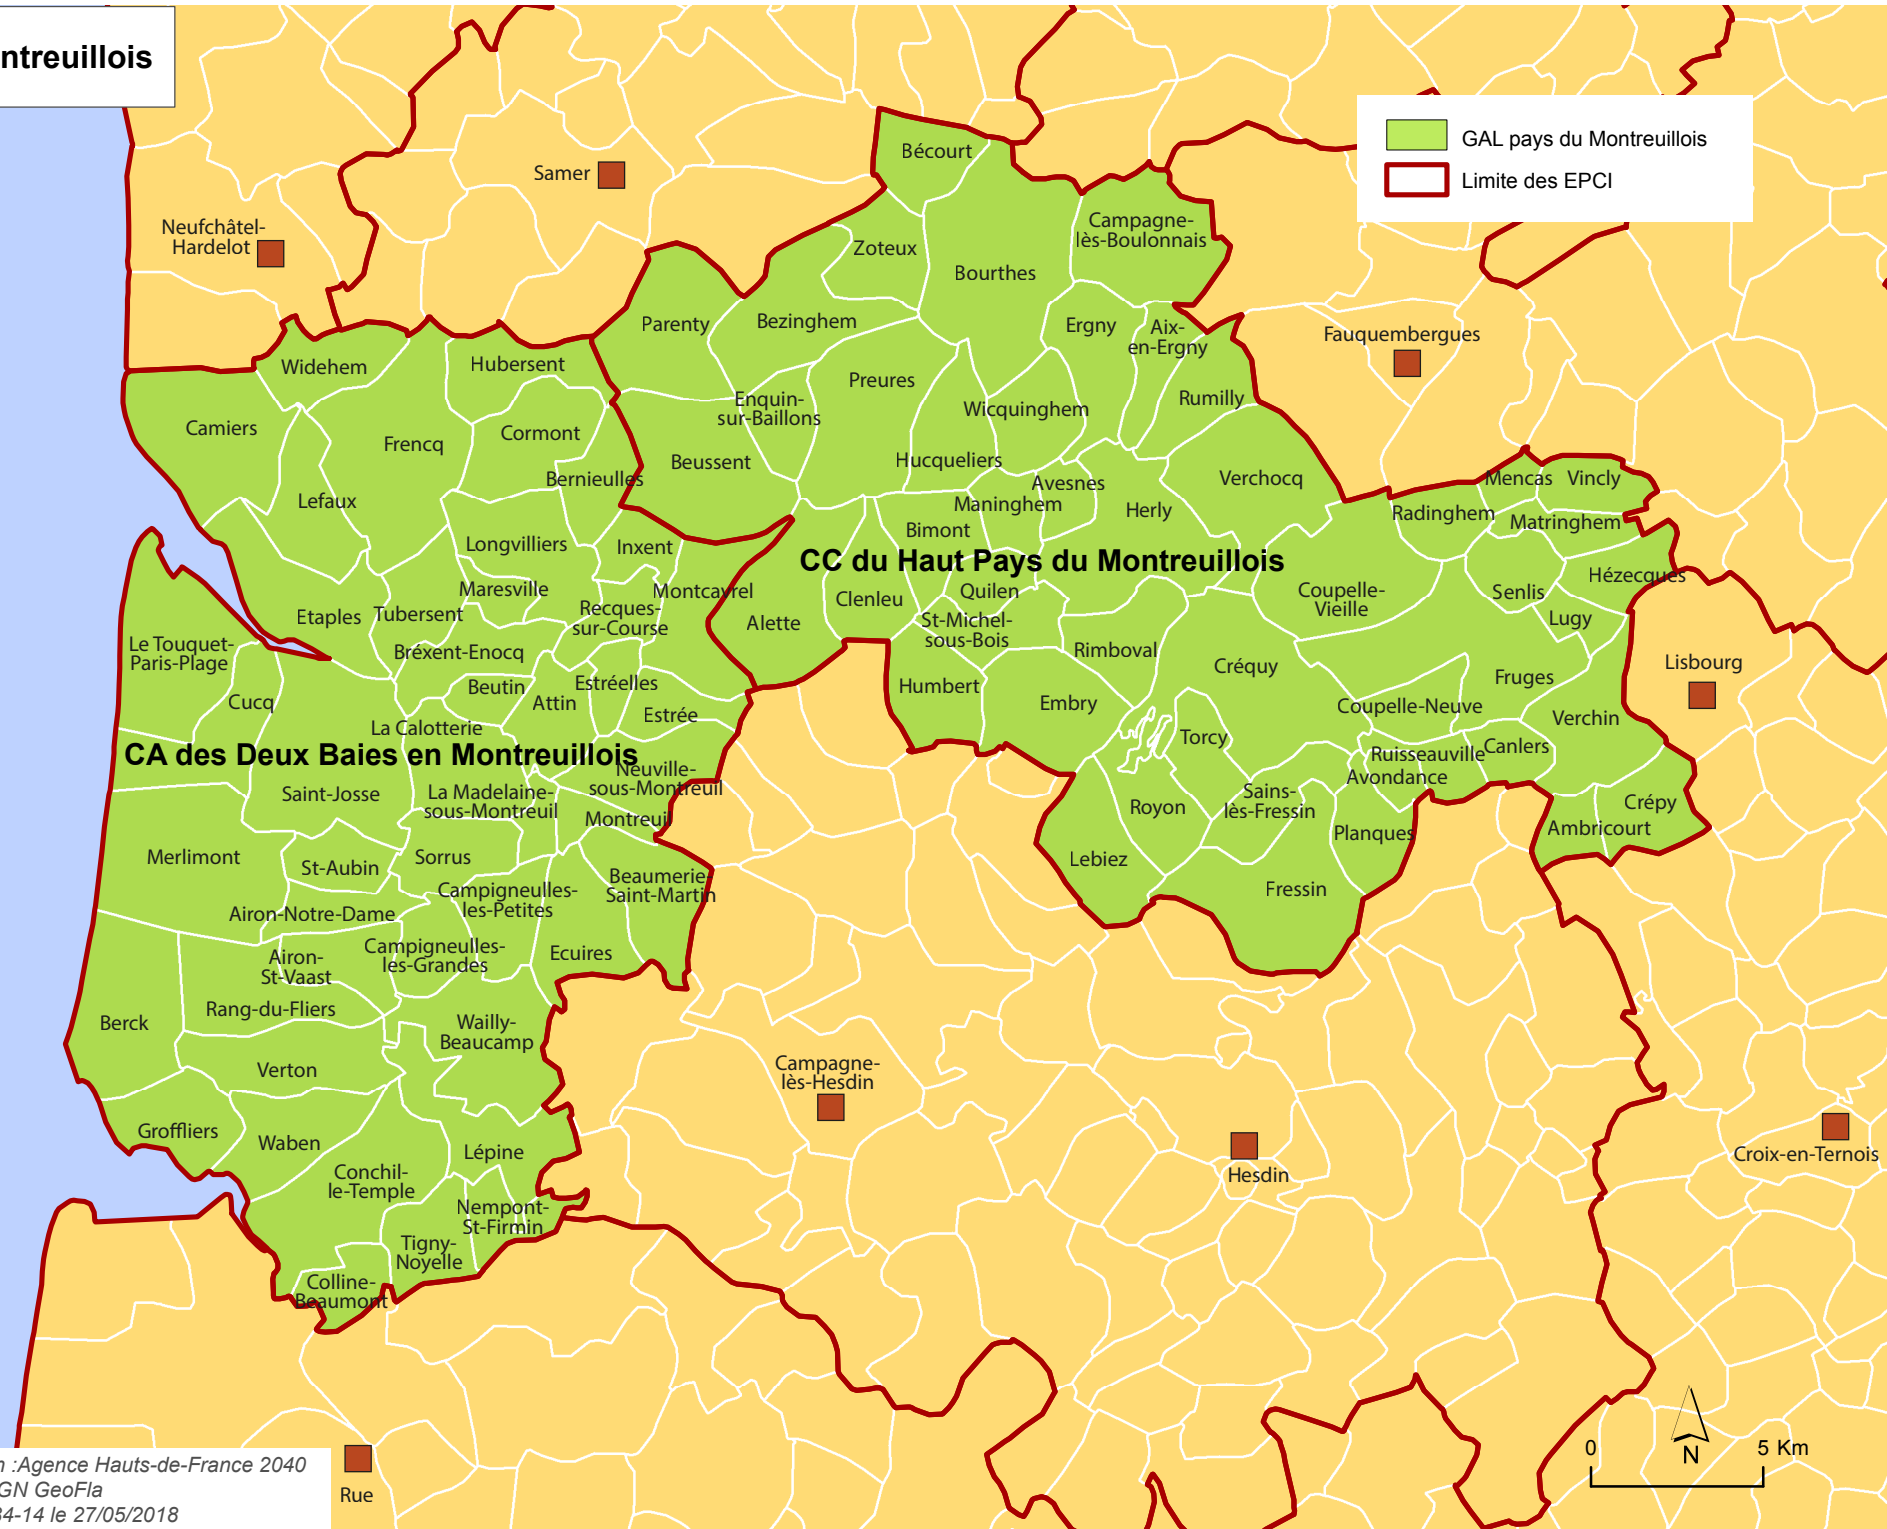 ntreuillois
GAL pays du Montreuillois
Limite des EPCI
Bécourt
Samer
Neufchâtel-
Hardelot
Campagne-
lès-Boulonnais
Zoteux
Bourthes
Parenty
Bezinghem
Ergny
Aix-
en-Ergny
Fauquembergues
Widehem
Hubersent
Preures
Rumilly
Enquin-
sur-Baillons
Wicquinghem
Camiers
Frencq
Cormont
Beussent
Hucqueliers
Bernieulles
Avesnes
Verchocq
Mencas
Vincly
Lefaux
Maninghem
Herly
Radinghem
Matringhem
Bimont
Longvilliers
Inxent
CC du Haut Pays du Montreuillois
Hézecques
Maresville
Montcavrel
Quilen
Clenleu
Coupelle-
Vieille
Senlis
Etaples
Tubersent
Recques-
sur-Course
Alette
St-Michel-
sous-Bois
Lugy
Le Touquet-
Paris-Plage
Bréxent-Enocq
Rimboval
Créquy
Lisbourg
Beutin
Estréelles
Humbert
Fruges
Cucq
Attin
Embry
Coupelle-Neuve
Estrée
Verchin
La Calotterie
Torcy
CA des Deux Baies en Montreuillois
Ruisseauville
Canlers
Neuville-
sous-Montreuil
Avondance
Saint-Josse
La Madelaine-
sous-Montreuil
Sains-
lès-Fressin
Royon
Crépy
Montreuil
Planques
Ambricourt
Merlimont
St-Aubin
Sorrus
Lebiez
Beaumerie-
Saint-Martin
Fressin
Campigneulles-
les-Petites
Airon-Notre-Dame
Campigneulles-
les-Grandes
Ecuires
Airon-
St-Vaast
Rang-du-Fliers
Berck
Wailly-
Beaucamp
Verton
Campagne-
lès-Hesdin
Groffliers
Waben
Lépine
Croix-en-Ternois
Conchil-
le-Temple
Hesdin
Nempont-
St-Firmin
Tigny-
Noyelle
Colline-
Beaumont
0
5 Km
N
n :Agence Hauts-de-France 2040
GN GeoFla
34-14 le 27/05/2018
Rue